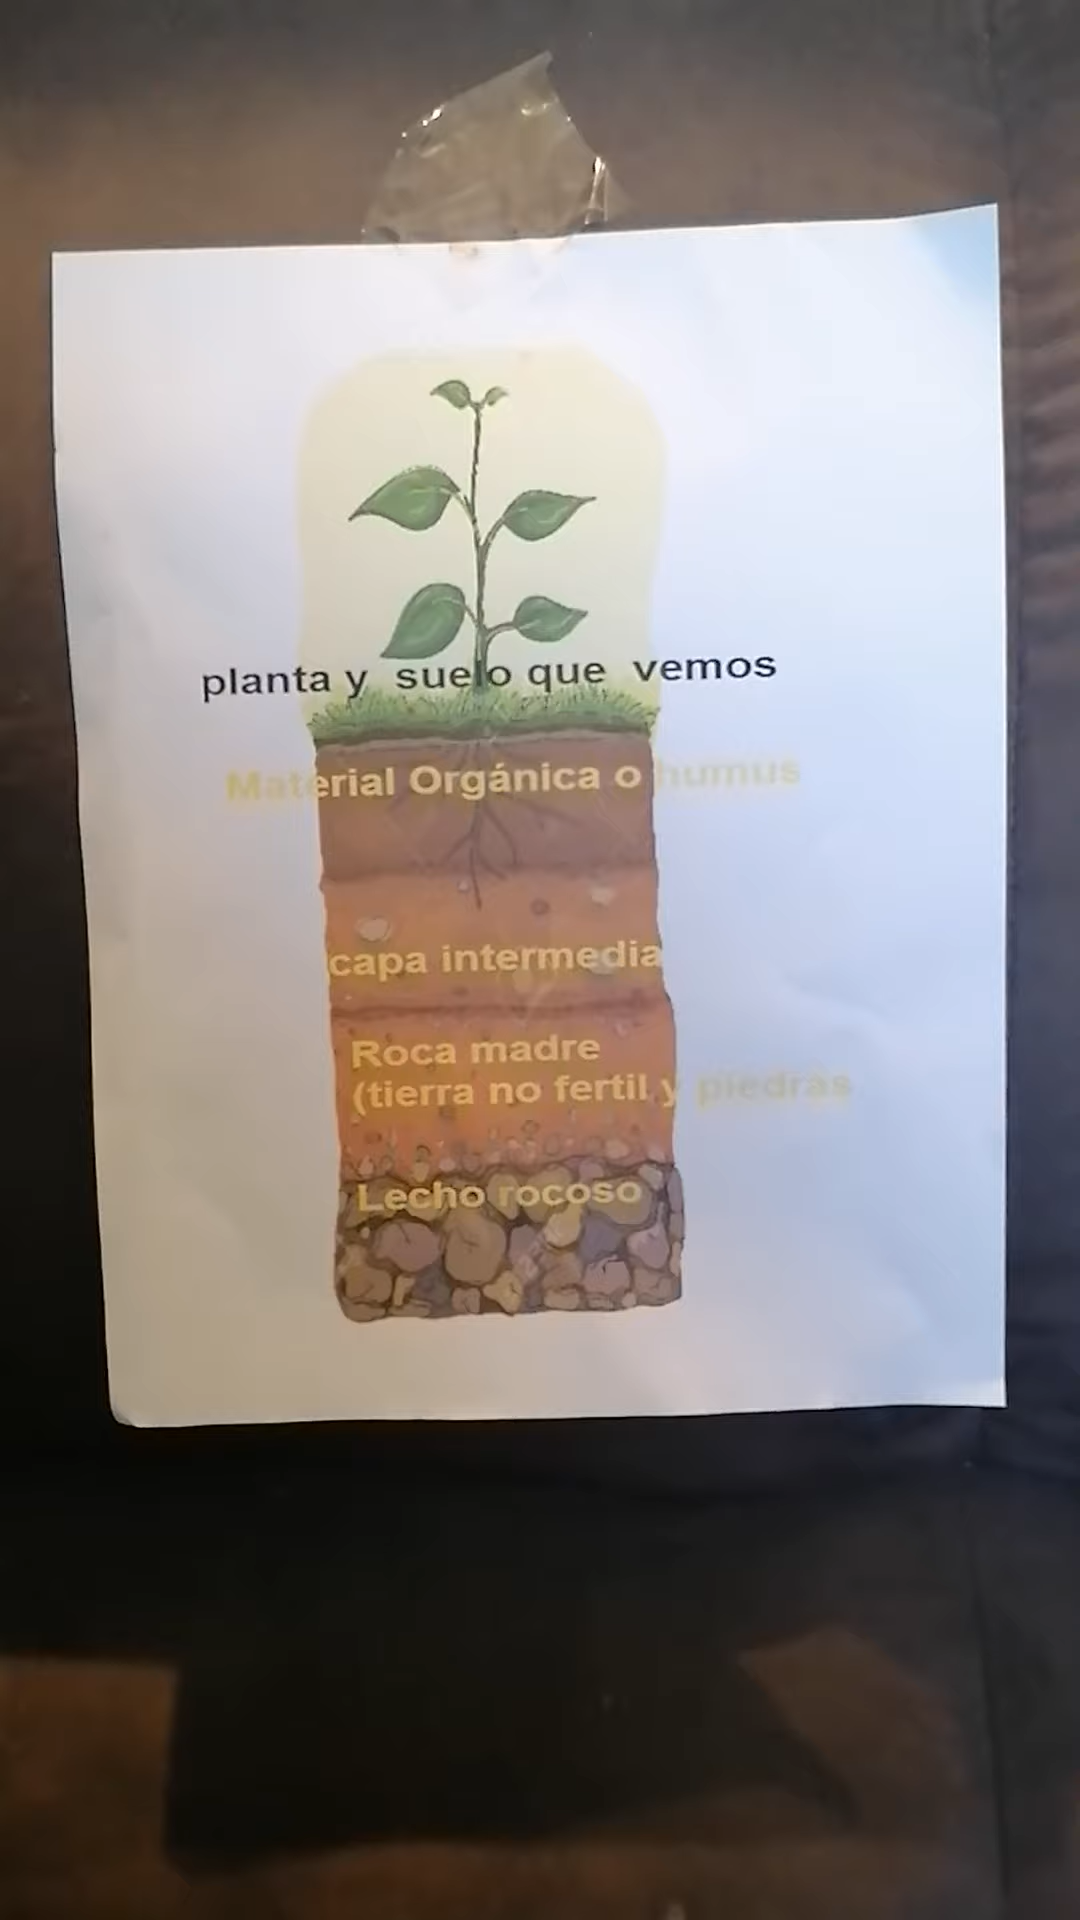 planta y suelo que vemos
Material Orgánica o humus
capa intermedia
Roca madre
(tierra no fertil y piedras
Lecho rocoso